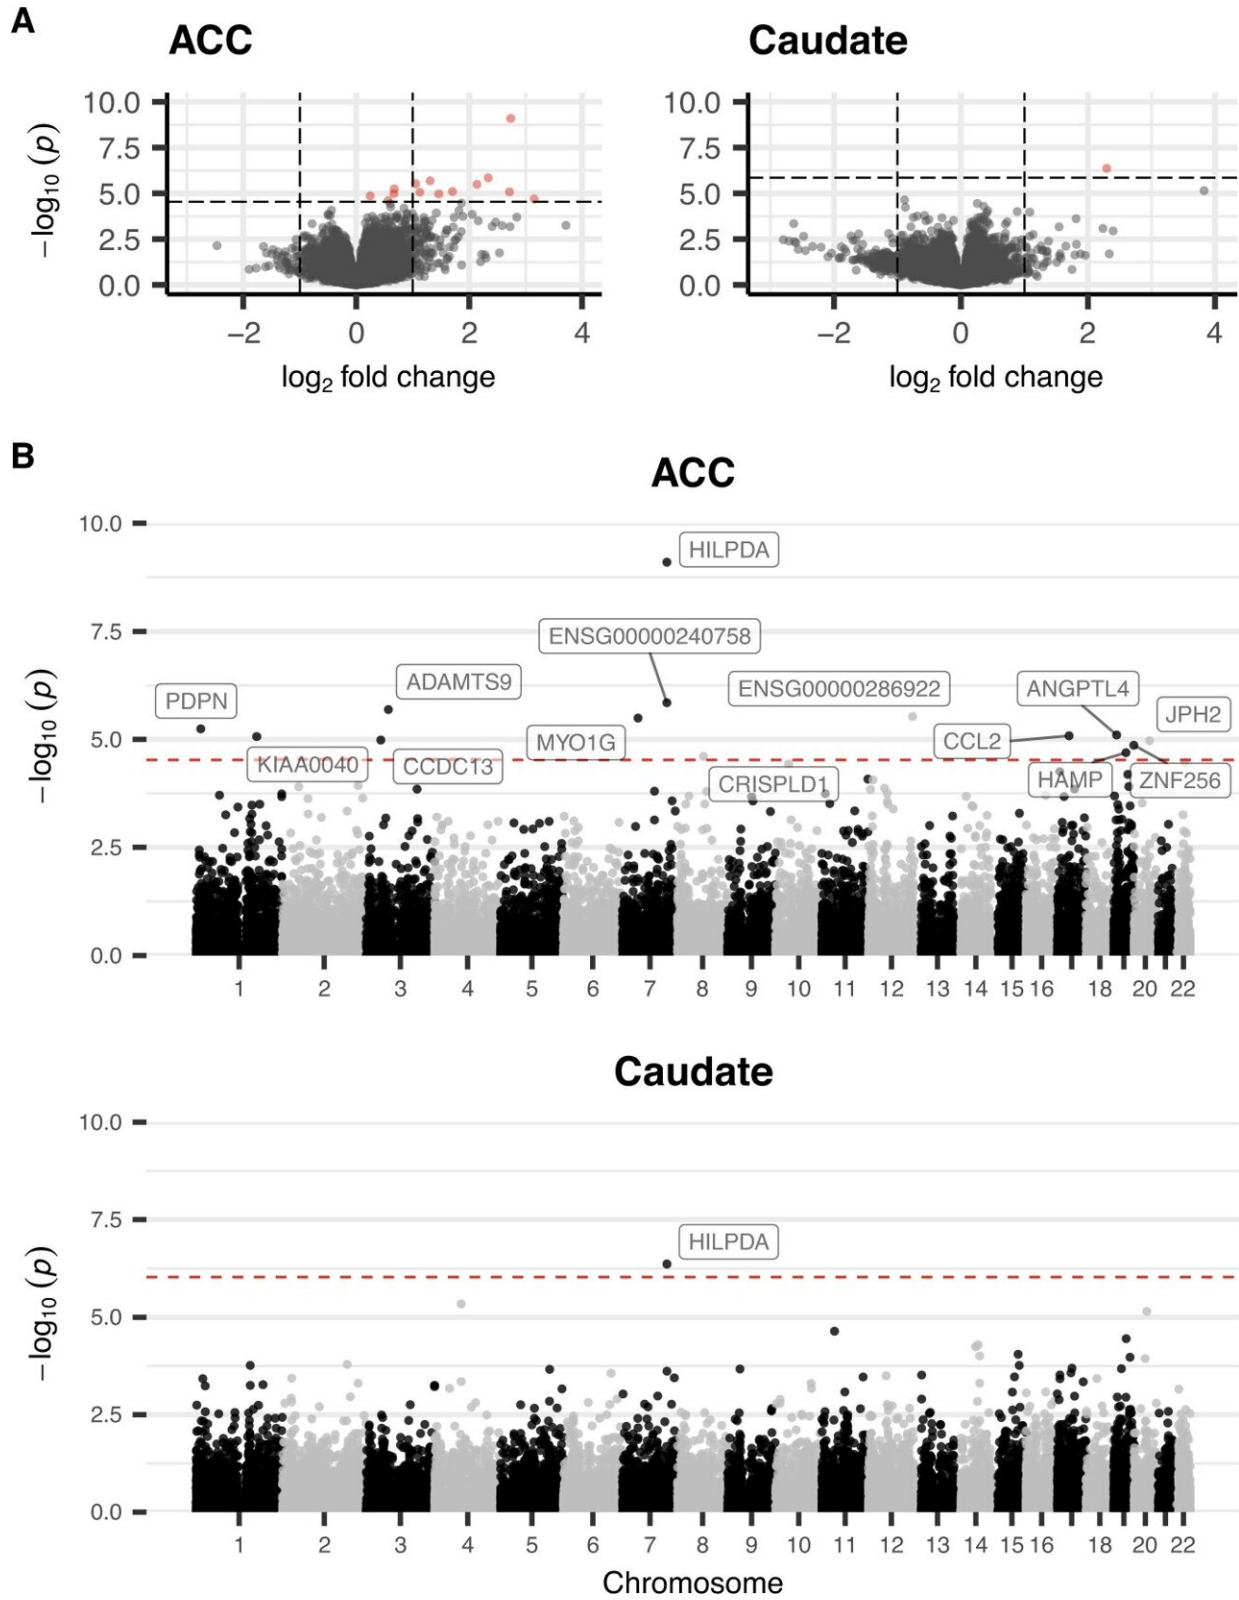 A
ACC
Caudate
10.0
7.5
5.0
2.5
0.0
−log10 (p)
−2 0 2 4
log2 fold change
10.0
7.5
5.0
2.5
0.0
−2 0 2 4
log2 fold change
B
ACC
10.0
7.5
5.0
2.5
0.0
−log10 (p)
HILPDA
ENSG00000240758
ADAMTS9
ENSG00000286922
ANGPTL4
PDPN
JPH2
MYO1G
CCL2
KIAA0040
CCDC13
CRISPLD1
HAMP
ZNF256
1 2 3 4 5 6 7 8 9 10 11 12 13 14 15 16 18 20 22
Caudate
10.0
7.5
5.0
2.5
0.0
−log10 (p)
HILPDA
1 2 3 4 5 6 7 8 9 10 11 12 13 14 15 16 18 20 22
Chromosome